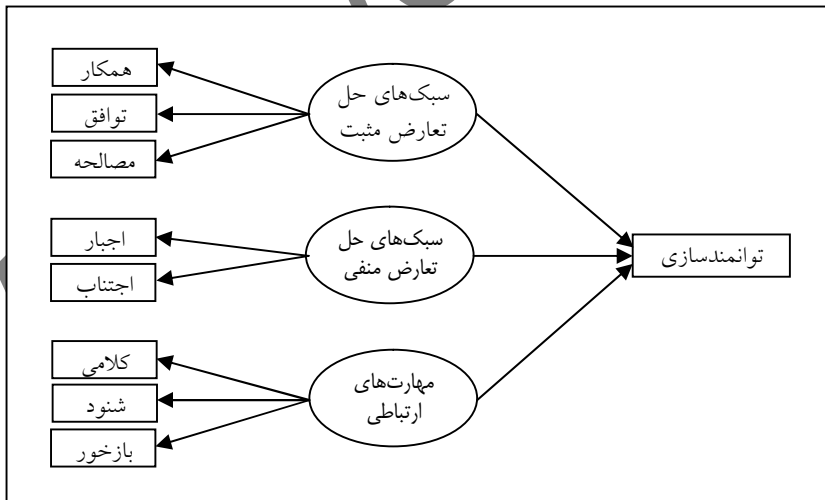 همکار
توافق
مصالحه
سبک‌های حل
تعارض مثبت
اجبار
اجتناب
سبک‌های حل
تعارض منفی
توانمندسازی
کلامی
شنود
بازخور
مهارت‌های
ارتباطی